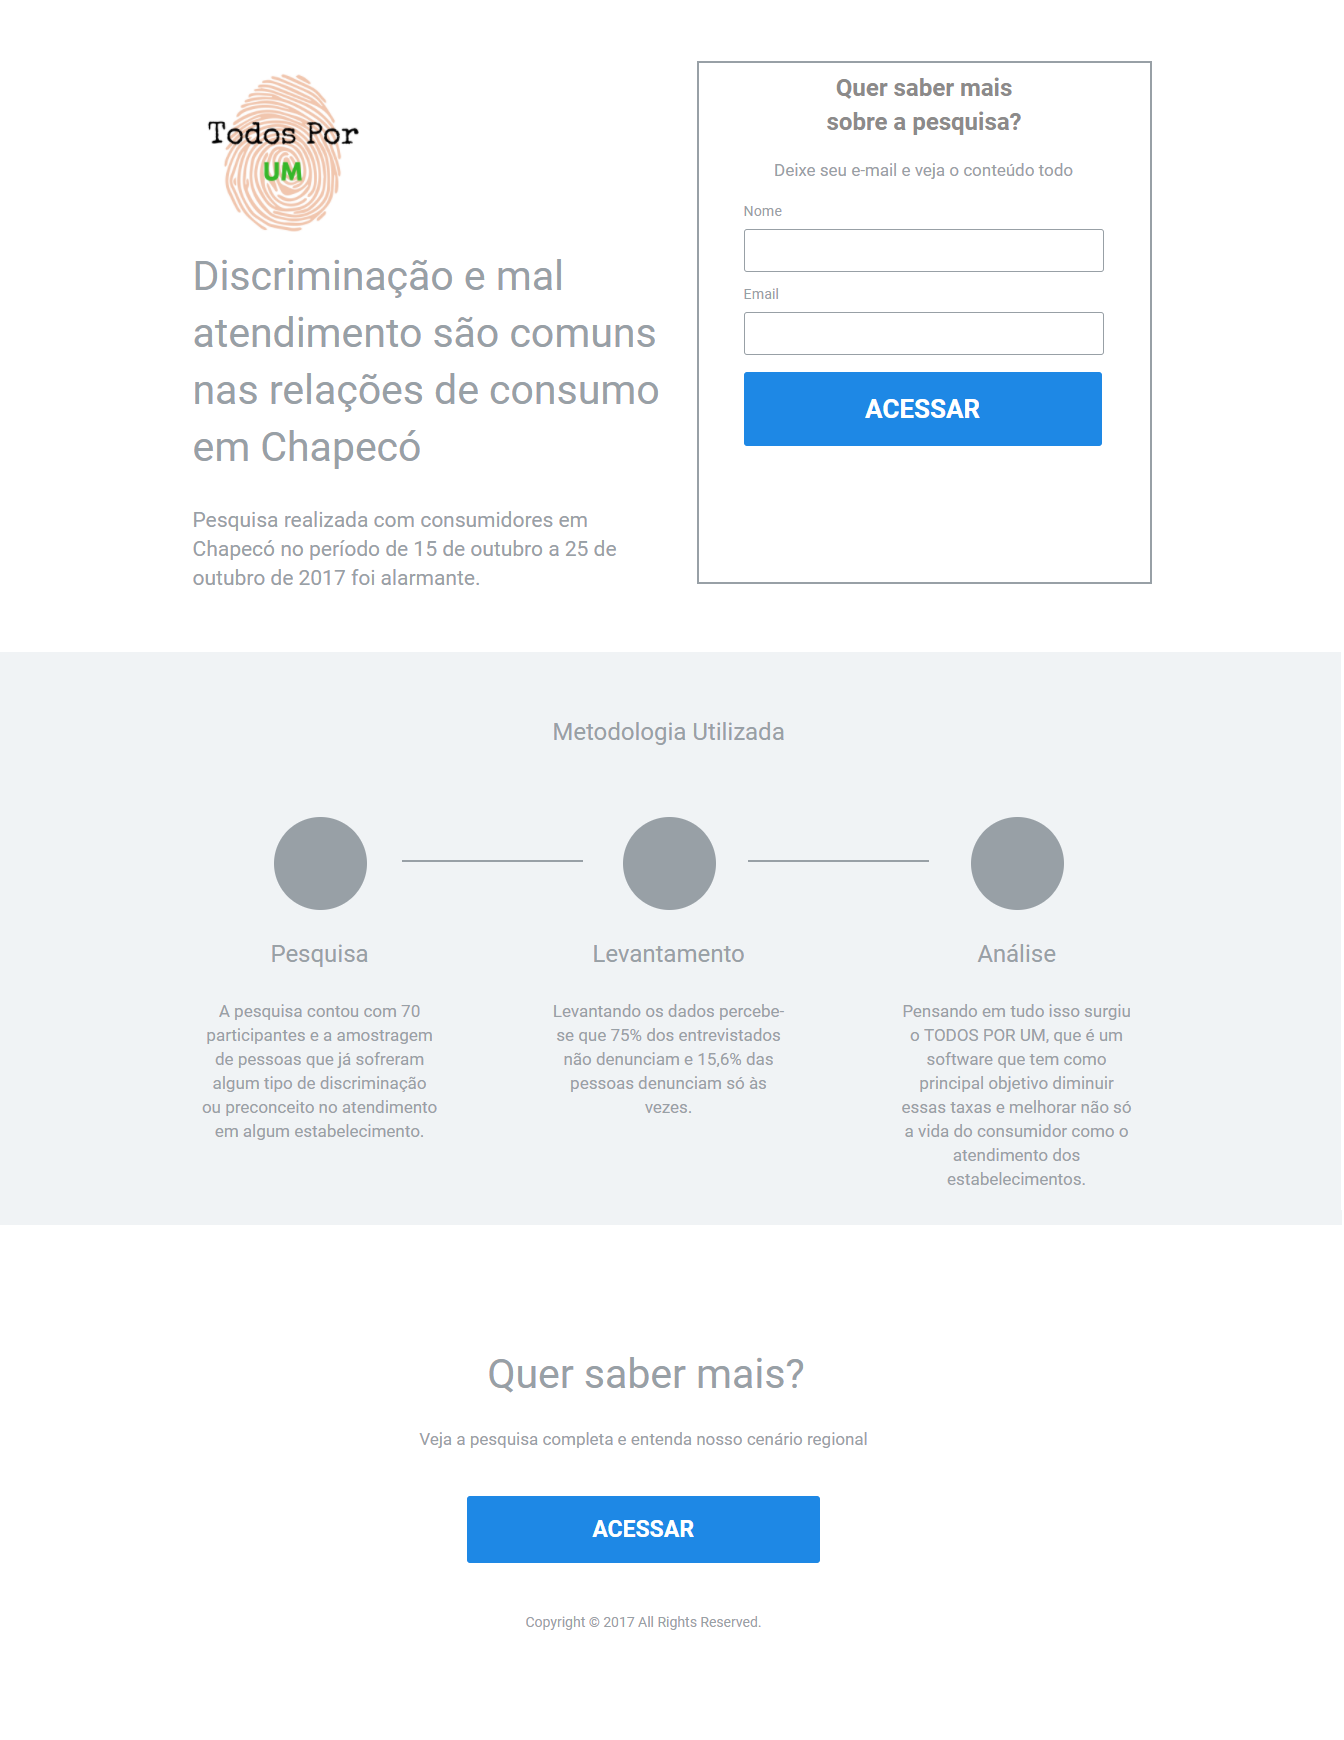 Todos Por
UM
Discriminação e mal
atendimento são comuns
nas relações de consumo
em Chapecó
Pesquisa realizada com consumidores em
Chapecó no período de 15 de outubro a 25 de
outubro de 2017 foi alarmante.
Quer saber mais
sobre a pesquisa?
Deixe seu e-mail e veja o conteúdo todo
Nome
Email
ACESSAR
Metodologia Utilizada
Pesquisa
A pesquisa contou com 70
participantes e a amostragem
de pessoas que já sofreram
algum tipo de discriminação
ou preconceito no atendimento
em algum estabelecimento.
Levantamento
Levantando os dados percebe-
se que 75% dos entrevistados
não denunciam e 15,6% das
pessoas denunciam só às
vezes.
Análise
Pensando em tudo isso surgiu
o TODOS POR UM, que é um
software que tem como
principal objetivo diminuir
essas taxas e melhorar não só
a vida do consumidor como o
atendimento dos
estabelecimentos.
Quer saber mais?
Veja a pesquisa completa e entenda nosso cenário regional
ACESSAR
Copyright © 2017 All Rights Reserved.